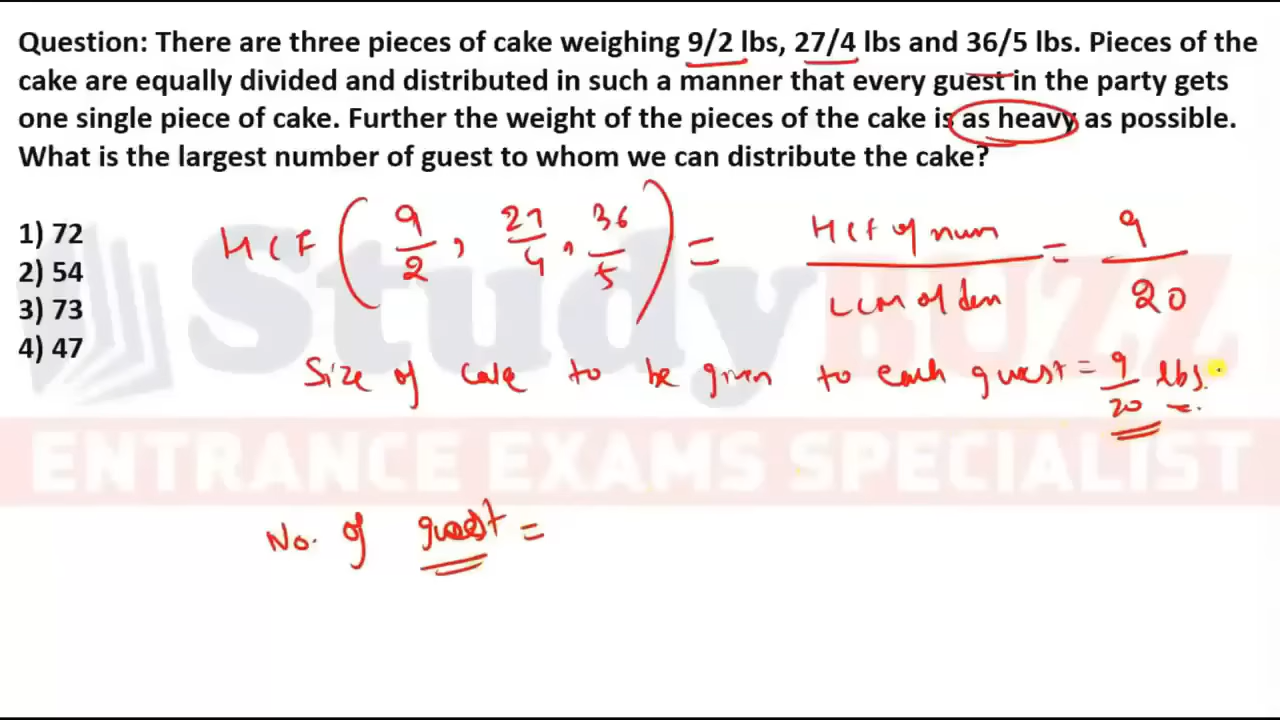 Question: There are three pieces of cake weighing 9/2 lbs, 27/4 lbs and 36/5 lbs. Pieces of the
cake are equally divided and distributed in such a manner that every guest in the party gets
one single piece of cake. Further the weight of the pieces of the cake is as heavy as possible.
What is the largest number of guest to whom we can distribute the cake?
1) 72
2) 54
3) 73
4) 47
HCF (9/2, 27/4, 36/5) = HCF of num / LCM of den = 9/20
Size of cake to be given to each guest = 9/20 lbs.
No. of guest =
StudyBUZZ
ENTRANCE EXAMS SPECIALIST